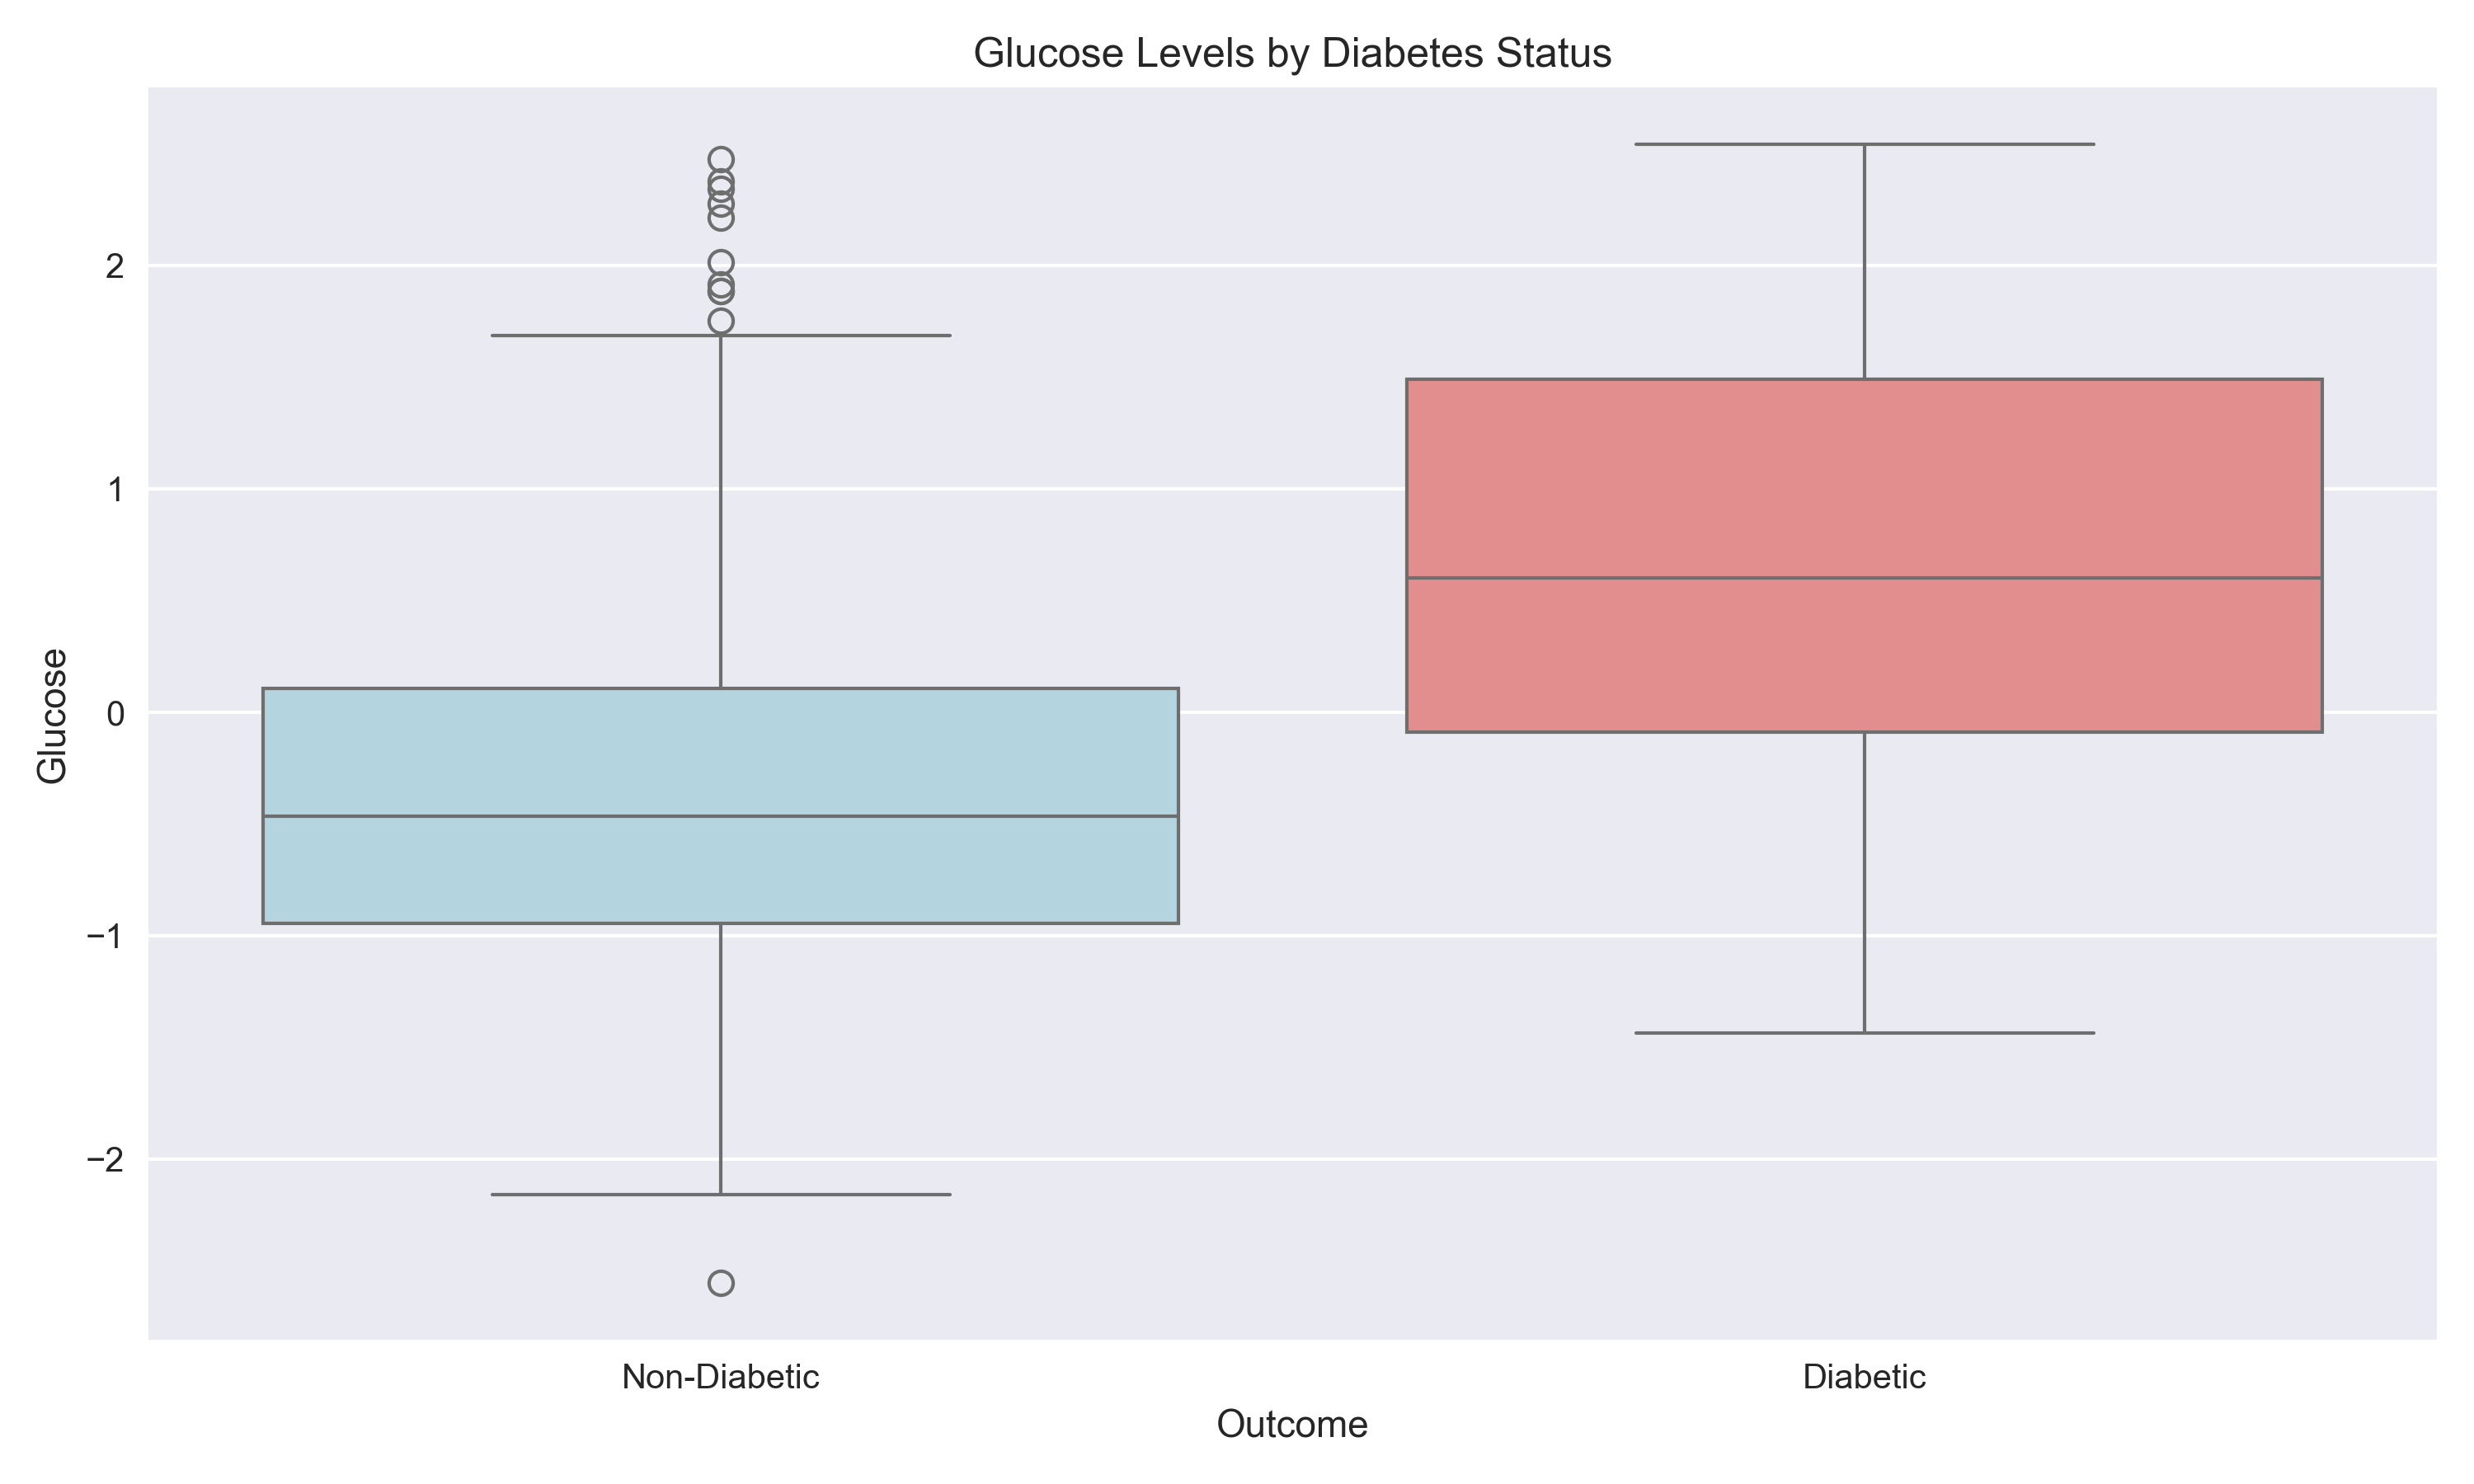 Glucose Levels by Diabetes Status
Glucose
2
1
0
−1
−2
Non-Diabetic
Diabetic
Outcome